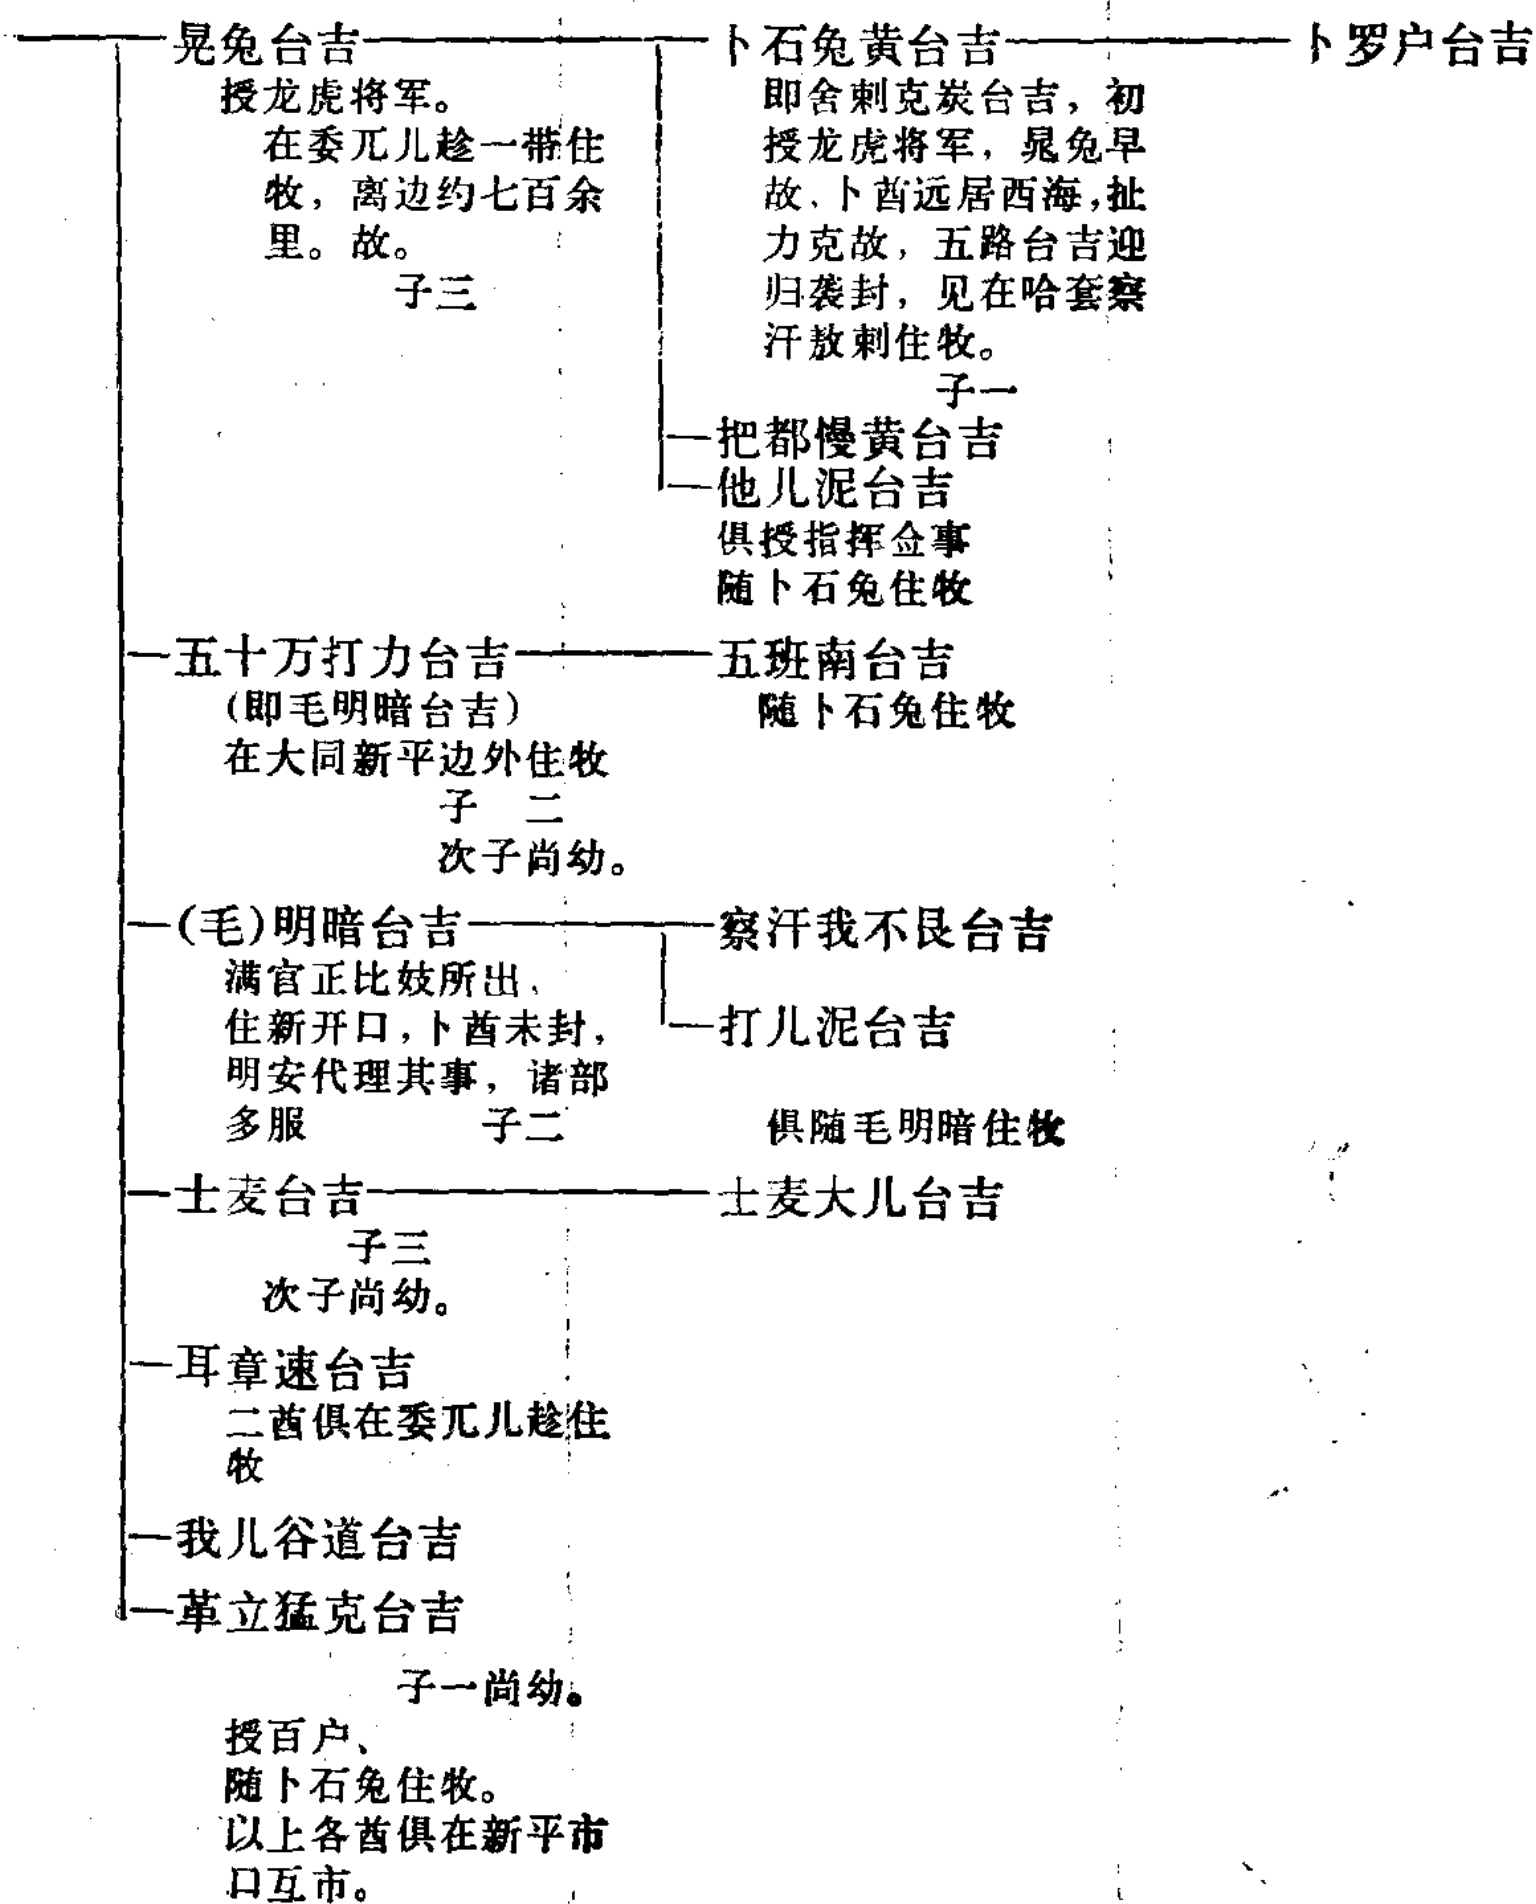 晃兔台吉
授龙虎将军。
在委兀儿趁一带住
牧，离边约七百余
里。故。
子三
卜石兔黄台吉
即舍剌克炭台吉，初
授龙虎将军，晁兔早
故、卜酋远居西海，扯
力克故，五路台吉迎
归袭封，见在哈套察
汗敖剌住牧。
子一
卜罗户台吉
把都慢黄台吉
他儿泥台吉
俱授指挥佥事
随卜石兔住牧
五十万打力台吉
(即毛明暗台吉)
在大同新平边外住牧
子 二
次子尚幼。
五班南台吉
随卜石兔住牧
(毛)明暗台吉
满官正比妓所出、
住新开口，卜酋未封，
明安代理其事，诸部
多服 子二
察汗我不艮台吉
打儿泥台吉
俱随毛明暗住牧
士麦台吉
子三
次子尚幼。
士麦大儿台吉
耳章速台吉
二酋俱在委兀儿趁住
牧
我儿谷道台吉
革立猛克台吉
子一尚幼。
授百户、
随卜石兔住牧。
以上各酋俱在新平市
口互市。